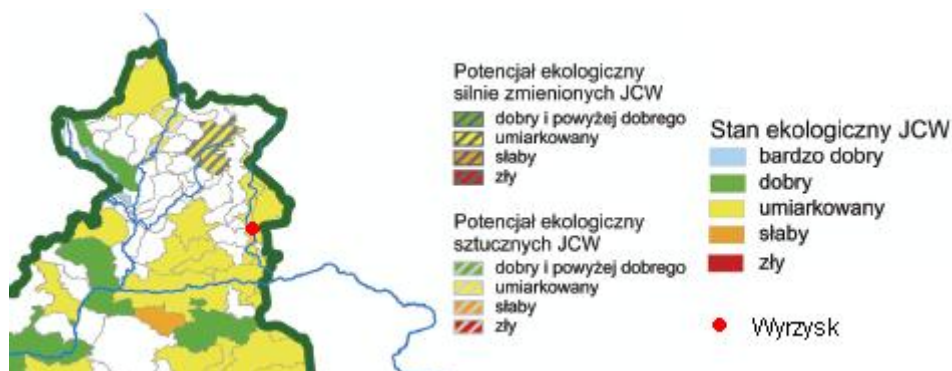 Potencjał ekologiczny
silnie zmienionych JCW
dobry i powyżej dobrego
umiarkowany
słaby
zły
Potencjał ekologiczny
sztucznych JCW
dobry i powyżej dobrego
umiarkowany
słaby
zły
Stan ekologiczny JCW
bardzo dobry
dobry
umiarkowany
słaby
zły
Wyrzysk